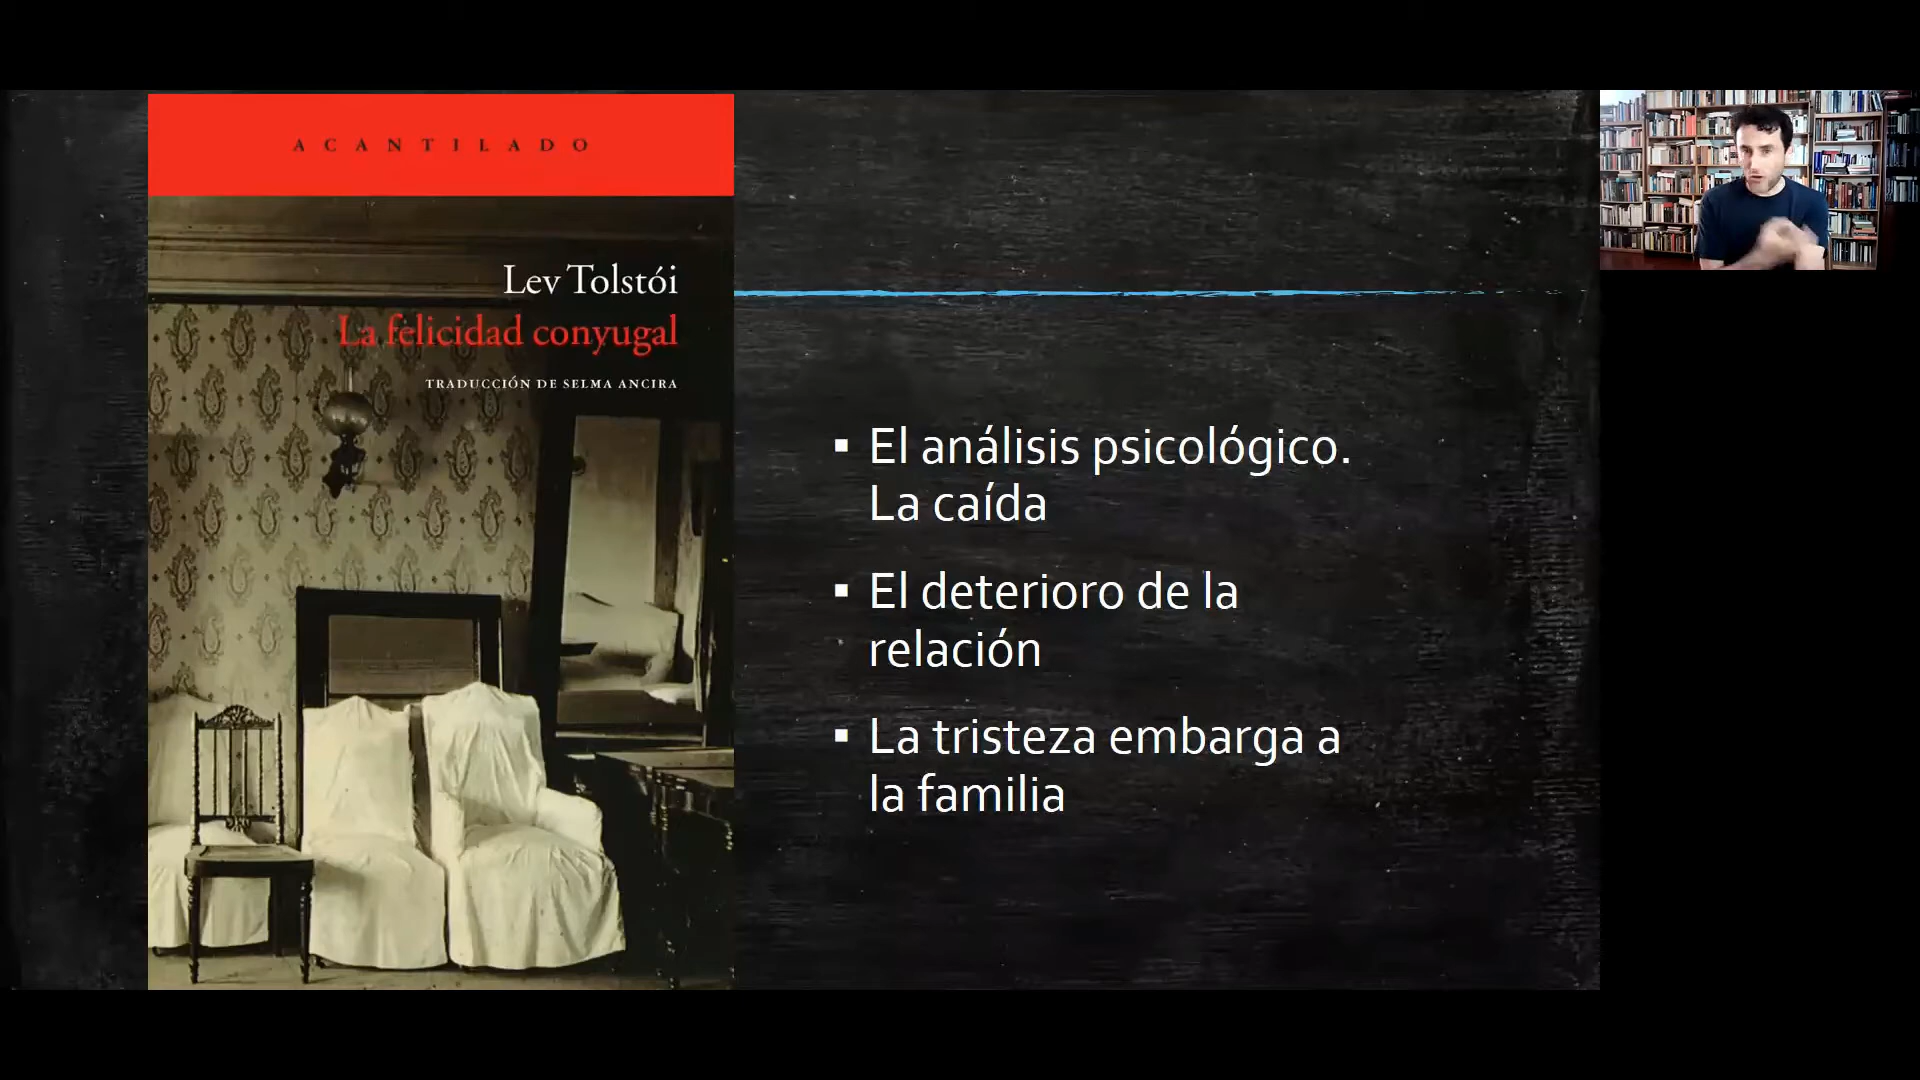 ACANTILADO
Lev Tolstói
La felicidad conyugal
TRADUCCIÓN DE SELMA ANCIRA
▪ El análisis psicológico.
La caída
▪ El deterioro de la
relación
▪ La tristeza embarga a
la familia